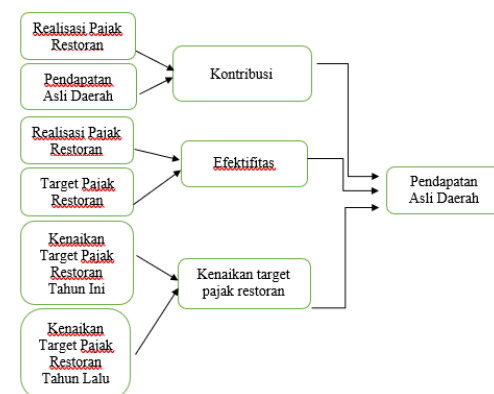 Realisasi Pajak
Restoran
Pendapatan
Asli Daerah
Kontribusi
Realisasi Pajak
Restoran
Target Pajak
Restoran
Efektifitas
Kenaikan
Target Pajak
Restoran
Tahun Ini
Kenaikan
Target Pajak
Restoran
Tahun Lalu
Kenaikan target
pajak restoran
Pendapatan
Asli Daerah